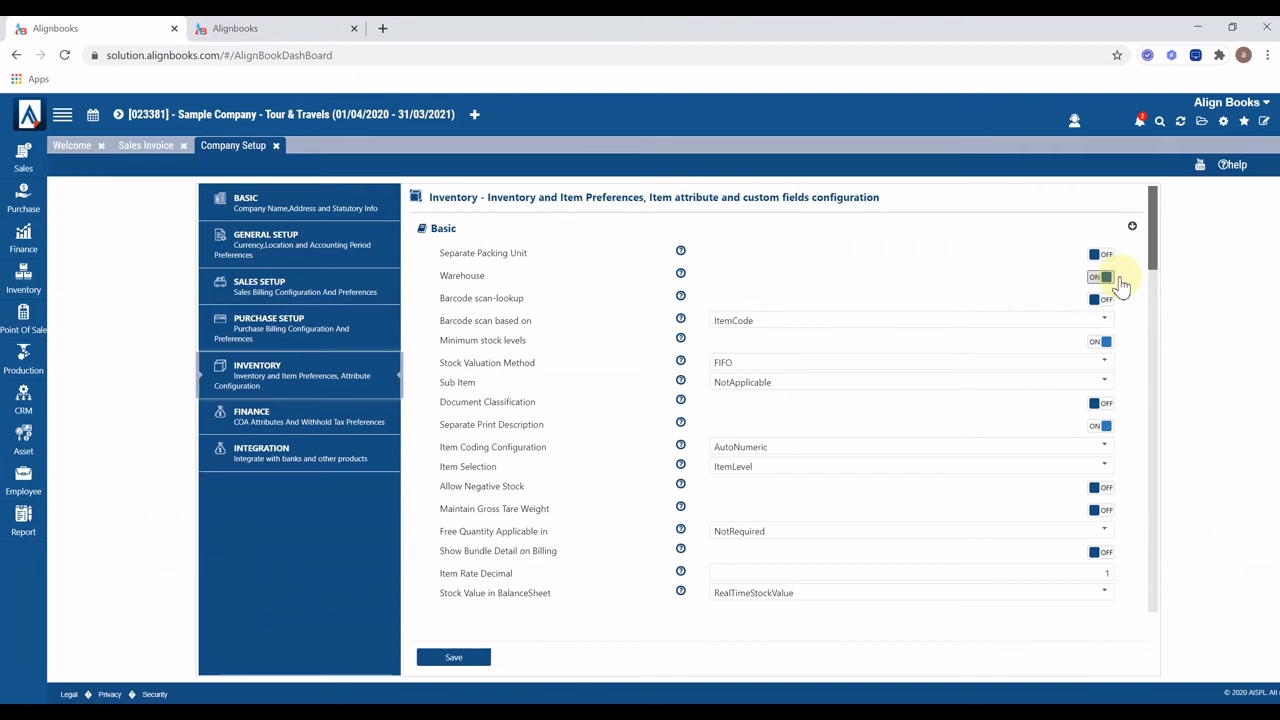 Alignbooks
Alignbooks
solution.alignbooks.com/#/AlignBookDashBoard
a
Apps
[023381] - Sample Company - Tour & Travels (01/04/2020 - 31/03/2021)
Align Books
2
Welcome
Sales Invoice
Company Setup
help
Sales
Purchase
Finance
Inventory
Point Of Sale
Production
CRM
Asset
Employee
Report
BASIC
Company Name,Address and Statutory Info
GENERAL SETUP
Currency,Location and Accounting Period
Preferences
SALES SETUP
Sales Billing Configuration And Preferences
PURCHASE SETUP
Purchase Billing Configuration And
Preferences
INVENTORY
Inventory and Item Preferences, Attribute
Configuration
FINANCE
COA Attributes And Withhold Tax Preferences
INTEGRATION
Integrate with banks and other products
Inventory - Inventory and Item Preferences, Item attribute and custom fields configuration
Basic
Separate Packing Unit OFF
Warehouse ON
Barcode scan-lookup OFF
Barcode scan based on ItemCode
Minimum stock levels ON
Stock Valuation Method FIFO
Sub Item NotApplicable
Document Classification OFF
Separate Print Description ON
Item Coding Configuration AutoNumeric
Item Selection ItemLevel
Allow Negative Stock OFF
Maintain Gross Tare Weight OFF
Free Quantity Applicable in NotRequired
Show Bundle Detail on Billing OFF
Item Rate Decimal 1
Stock Value in BalanceSheet RealTimeStockValue
Save
Legal Privacy Security
© 2020 AISPL. All